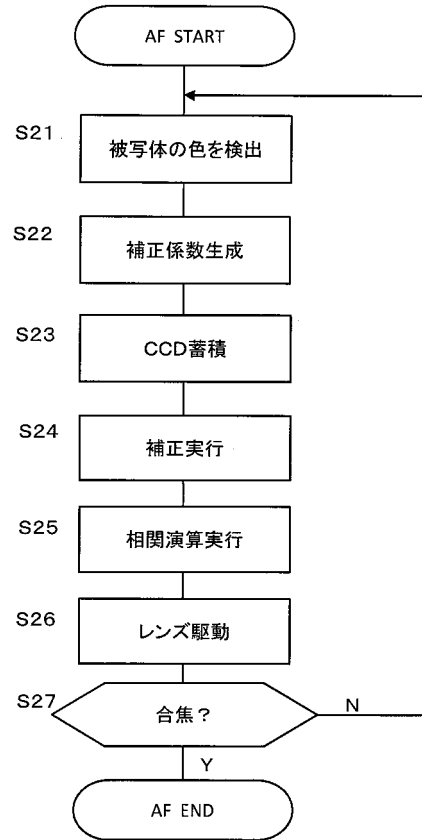 AF START
S21
被写体の色を検出
S22
補正係数生成
S23
CCD蓄積
S24
補正実行
S25
相関演算実行
S26
レンズ駆動
S27
合焦？
N
Y
AF END